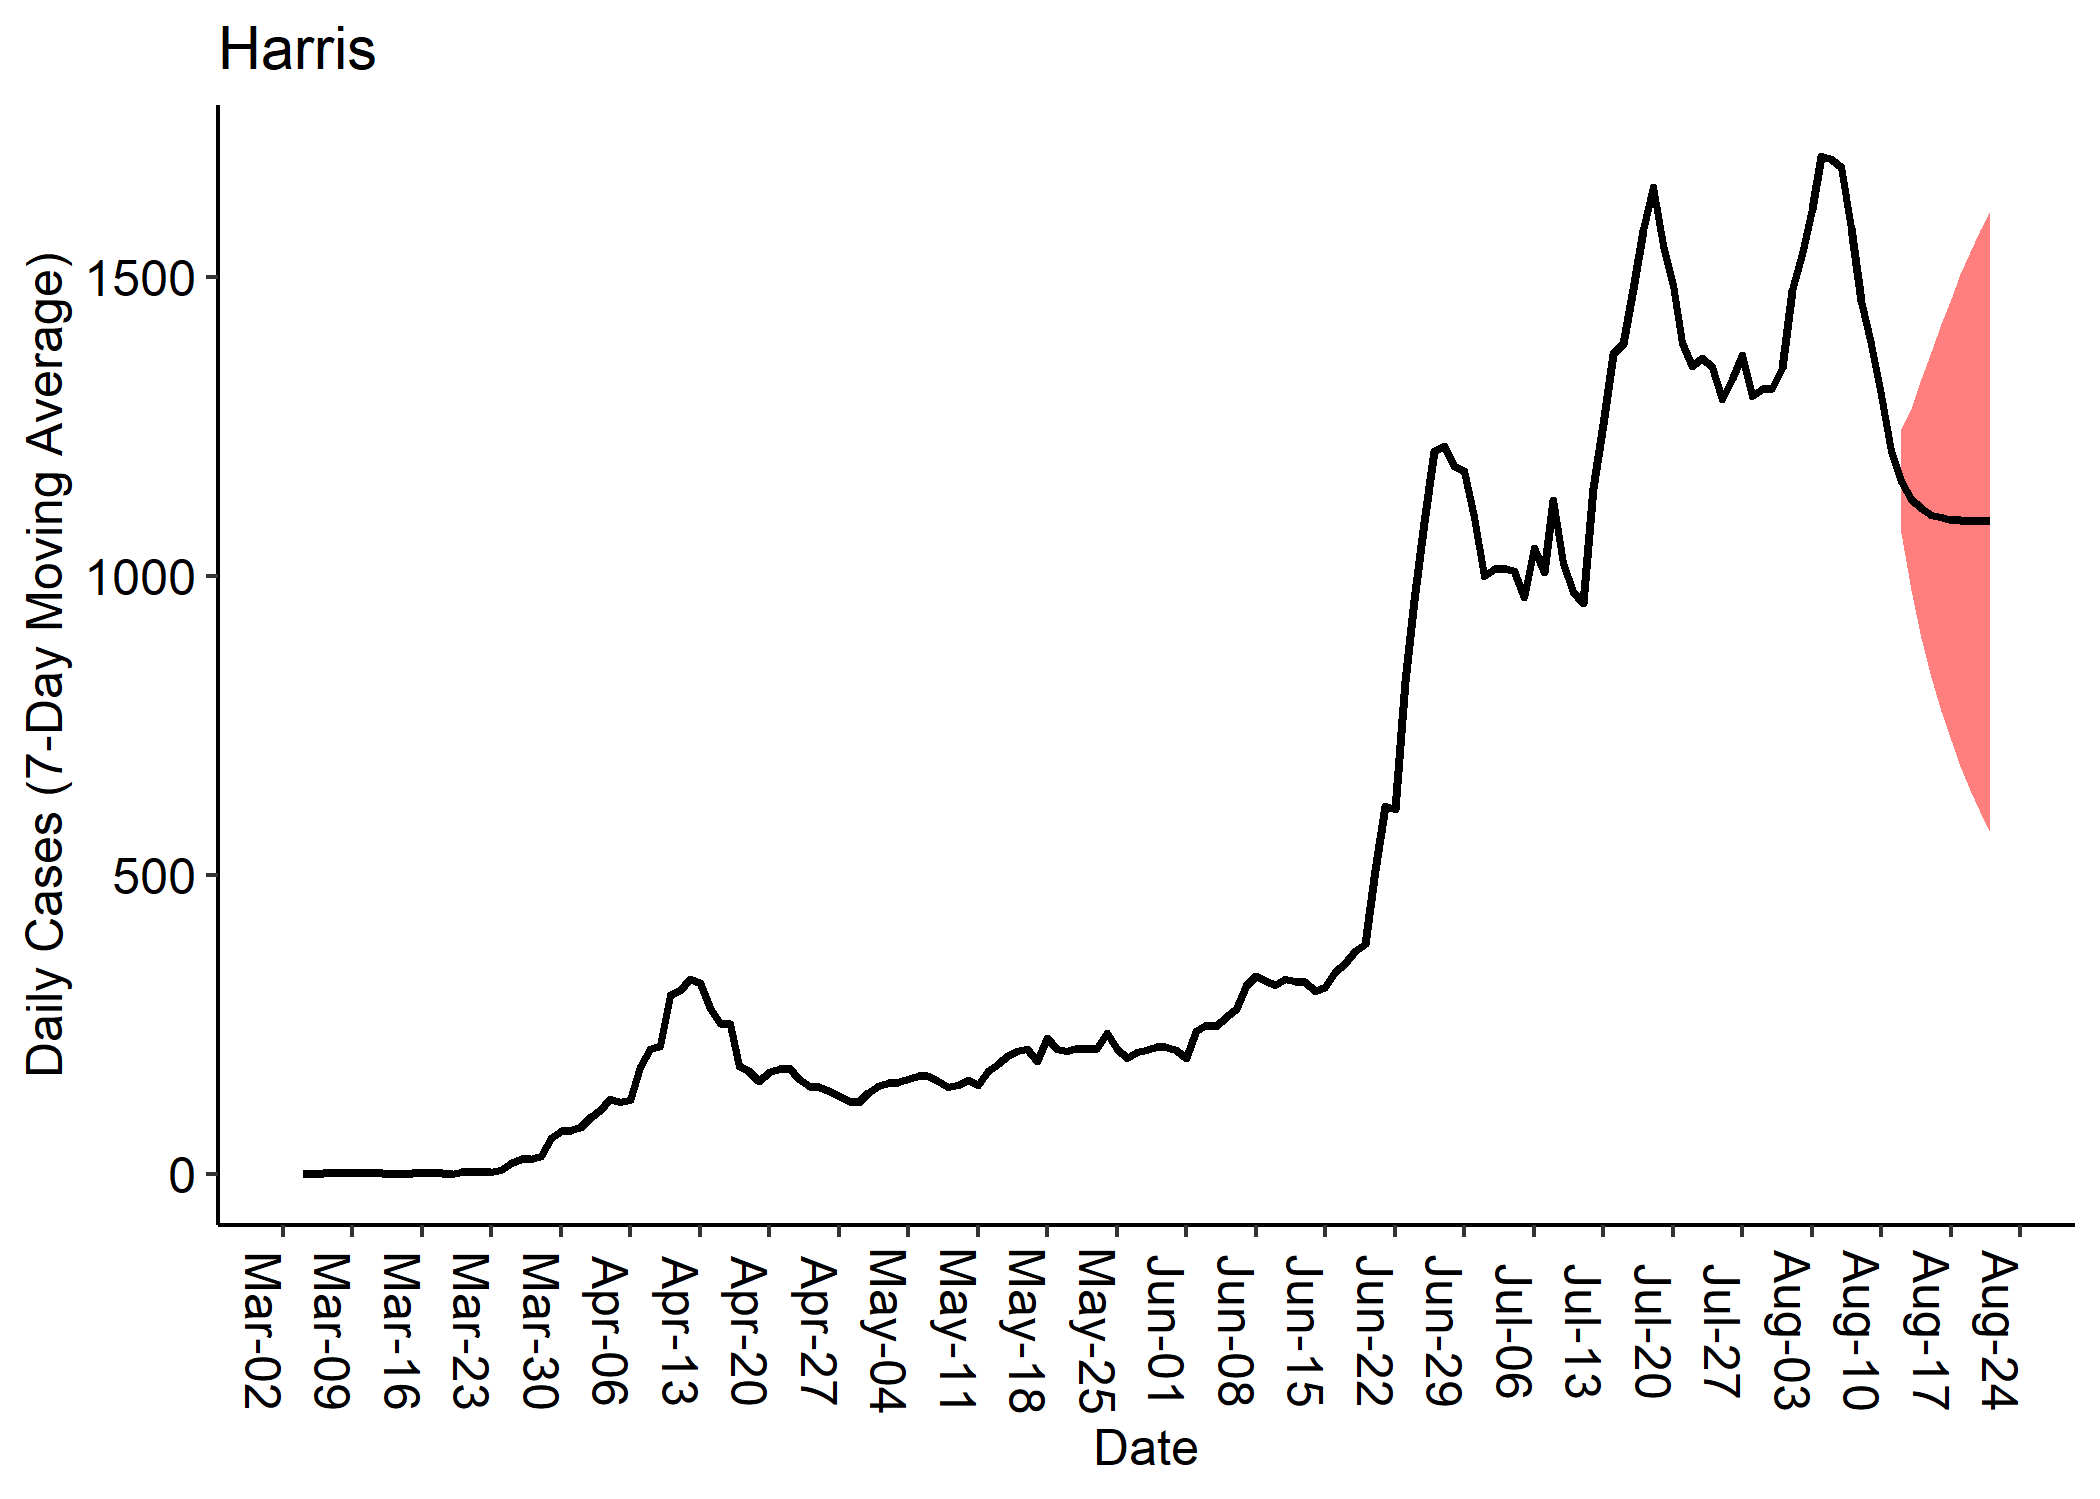 Harris
Daily Cases (7-Day Moving Average)
1500
1000
500
0
Mar-02
Mar-09
Mar-16
Mar-23
Mar-30
Apr-06
Apr-13
Apr-20
Apr-27
May-04
May-11
May-18
May-25
Jun-01
Jun-08
Jun-15
Jun-22
Jun-29
Jul-06
Jul-13
Jul-20
Jul-27
Aug-03
Aug-10
Aug-17
Aug-24
Date